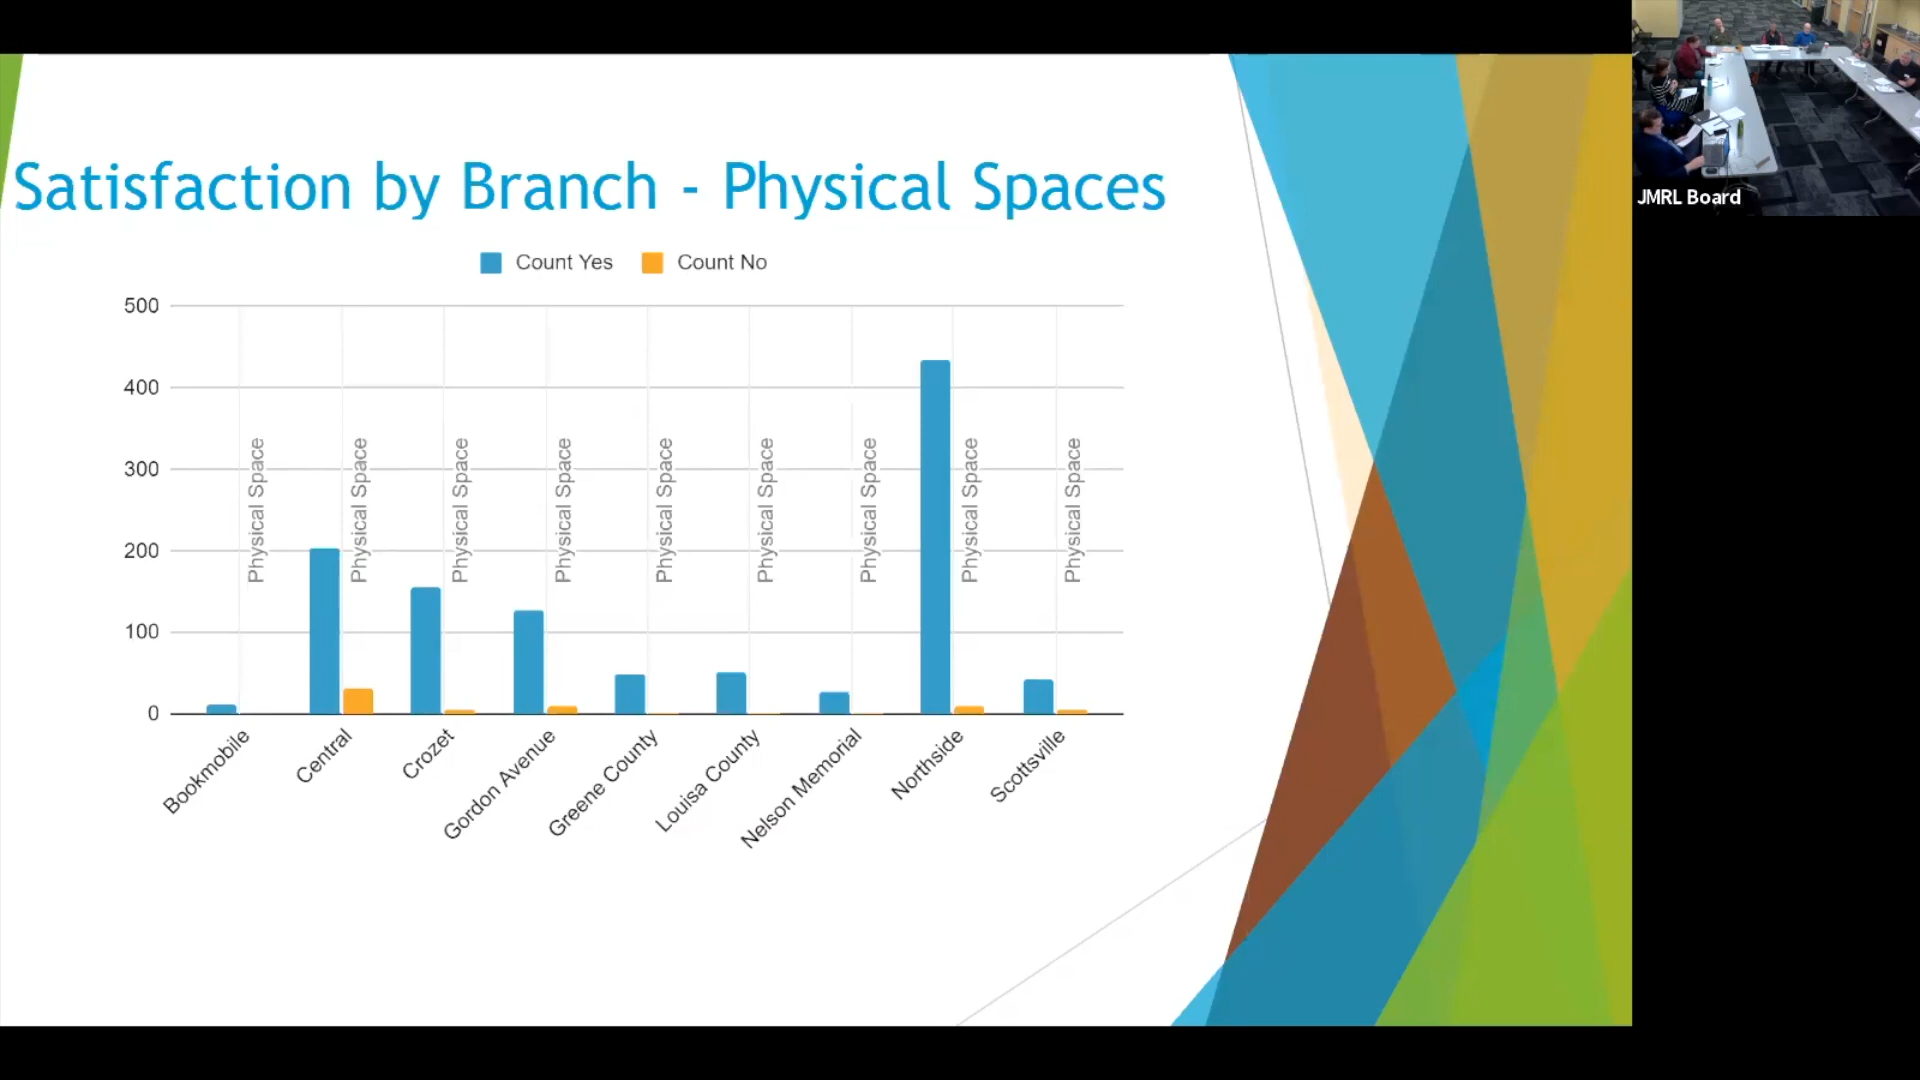 Satisfaction by Branch - Physical Spaces
Count Yes
Count No
500
400
300
200
100
0
Physical Space
Physical Space
Physical Space
Physical Space
Physical Space
Physical Space
Physical Space
Physical Space
Physical Space
Bookmobile
Central
Crozet
Gordon Avenue
Greene County
Louisa County
Nelson Memorial
Northside
Scottsville
JMRL Board